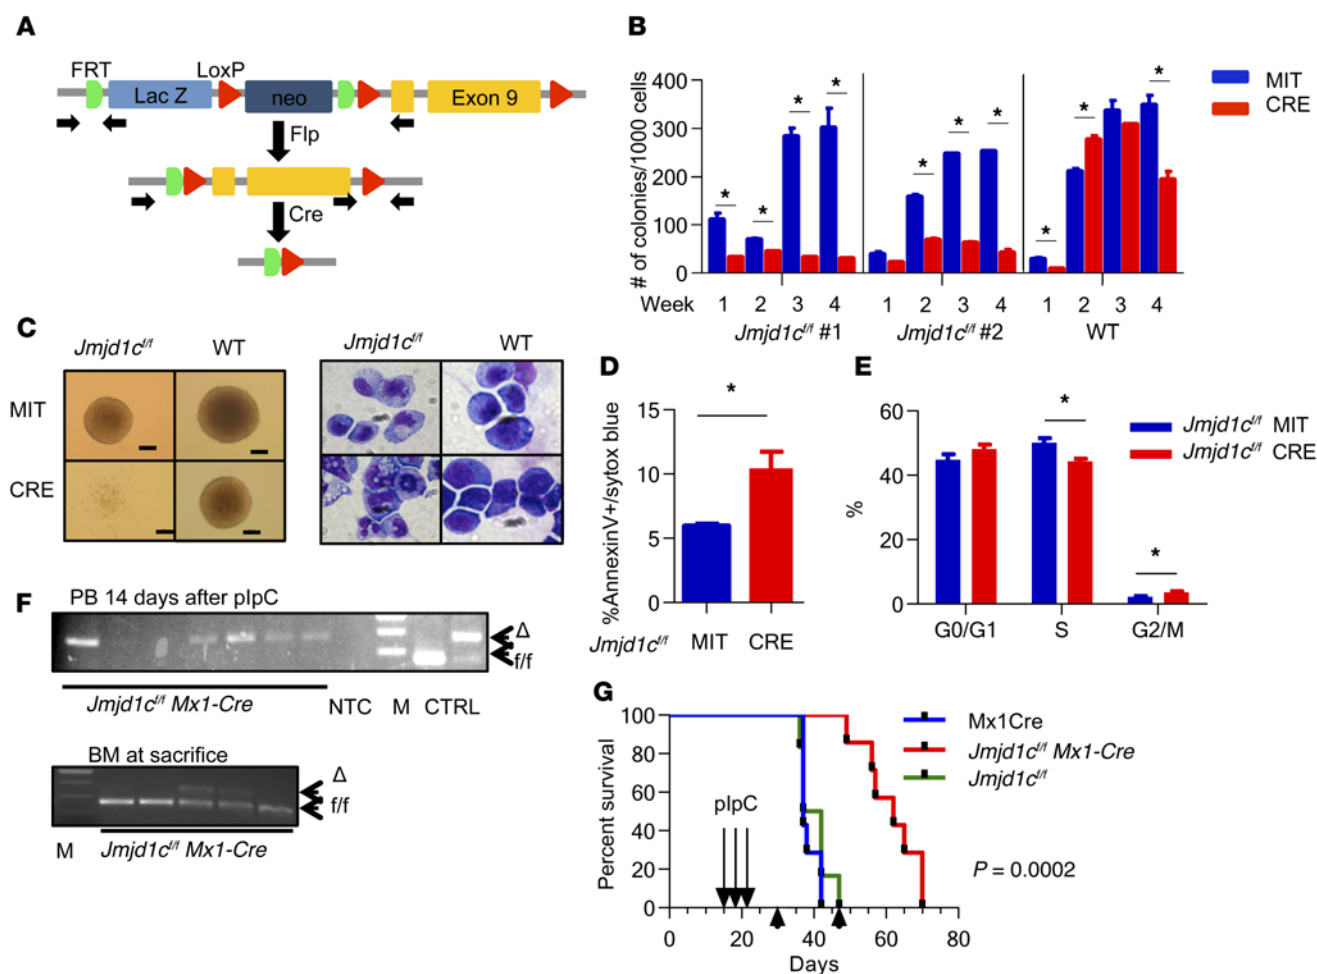 A
FRT
LoxP
Lac Z
neo
Exon 9
Flp
Cre
B
# of colonies/1000 cells
400
300
200
100
0
* * * * * * * * * *
MIT
CRE
Week 1 2 3 4 1 2 3 4 1 2 3 4
Jmjd1c f/f #1 Jmjd1c f/f #2 WT
C
Jmjd1c f/f WT Jmjd1c f/f WT
MIT
CRE
D
%AnnexinV+/sytox blue
15
10
5
0
*
Jmjd1c f/f MIT CRE
E
%
60
40
20
0
* *
Jmjd1c f/f MIT
Jmjd1c f/f CRE
G0/G1 S G2/M
F
PB 14 days after pIpC
Δ
f/f
Jmjd1c f/f Mx1-Cre NTC M CTRL
BM at sacrifice
Δ
f/f
M Jmjd1c f/f Mx1-Cre
G
Percent survival
100
80
60
40
20
0
pIpC
Mx1Cre
Jmjd1c f/f Mx1-Cre
Jmjd1c f/f
P = 0.0002
0 20 40 60 80
Days